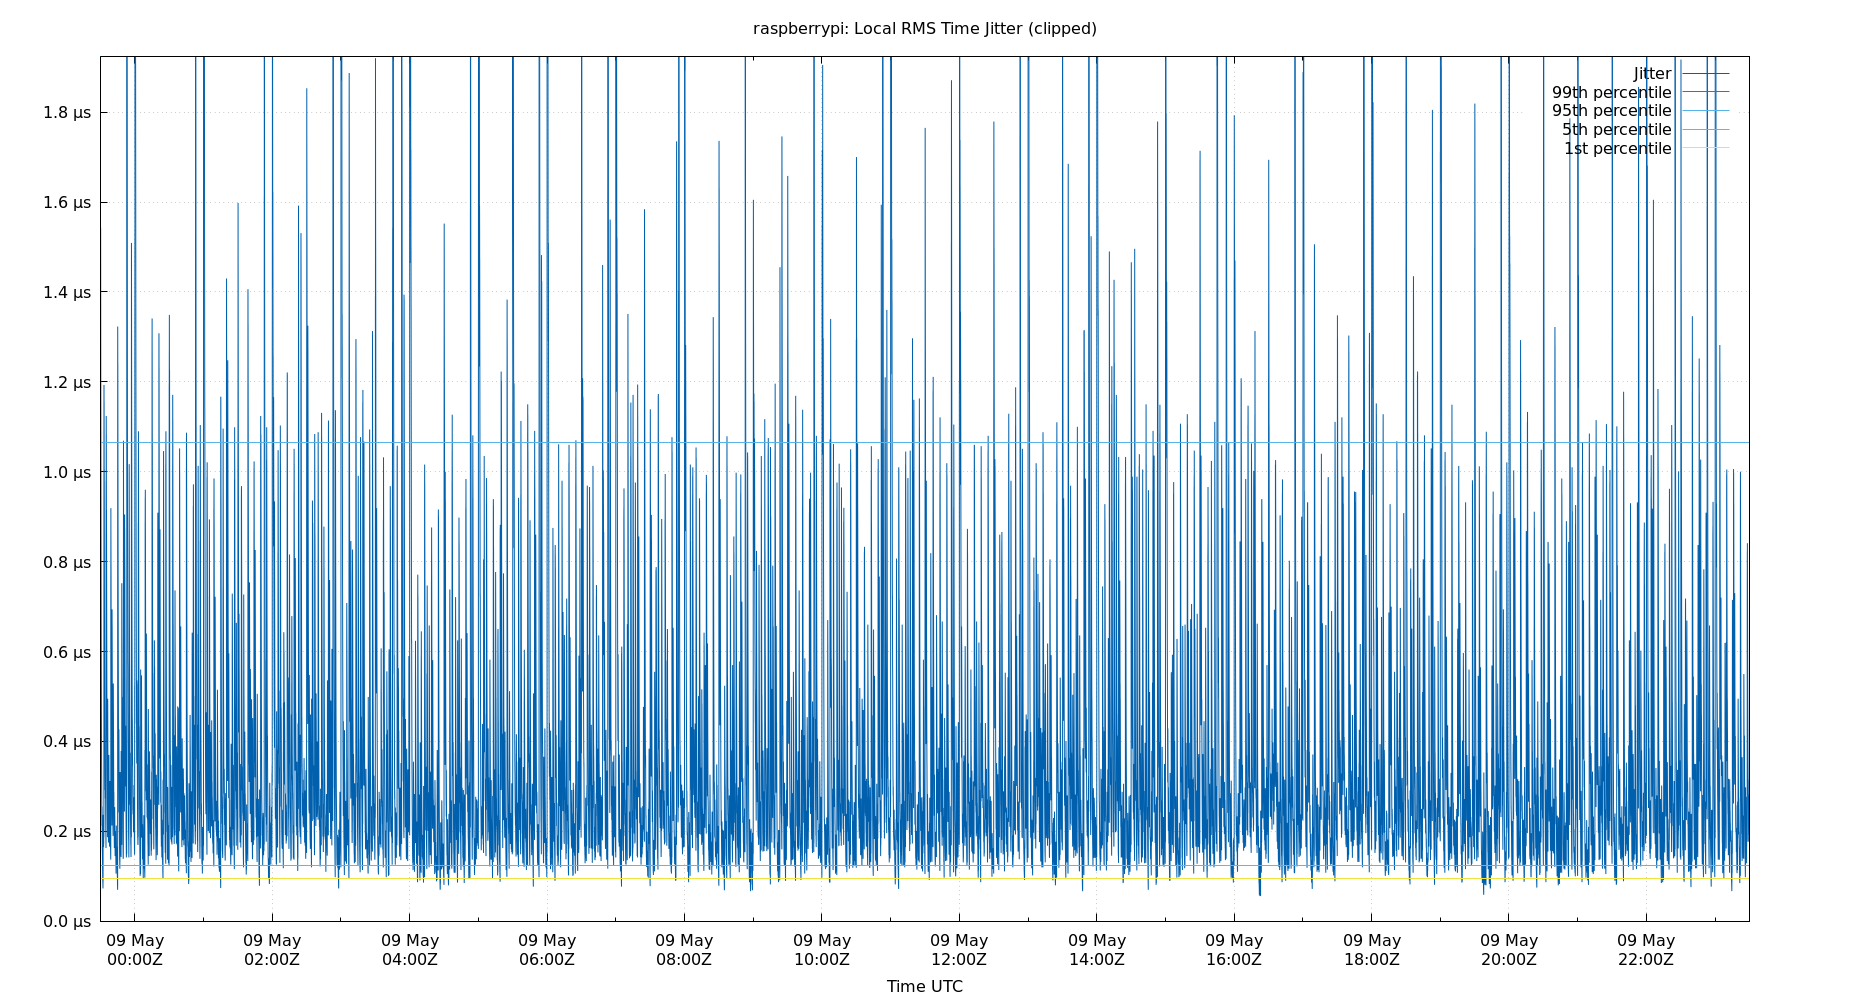 raspberrypi: Local RMS Time Jitter (clipped)
Jitter
99th percentile
95th percentile
5th percentile
1st percentile
1.8 µs
1.6 µs
1.4 µs
1.2 µs
1.0 µs
0.8 µs
0.6 µs
0.4 µs
0.2 µs
0.0 µs
09 May 09 May 09 May 09 May 09 May 09 May 09 May 09 May 09 May 09 May 09 May 09 May
00:00Z 02:00Z 04:00Z 06:00Z 08:00Z 10:00Z 12:00Z 14:00Z 16:00Z 18:00Z 20:00Z 22:00Z
Time UTC